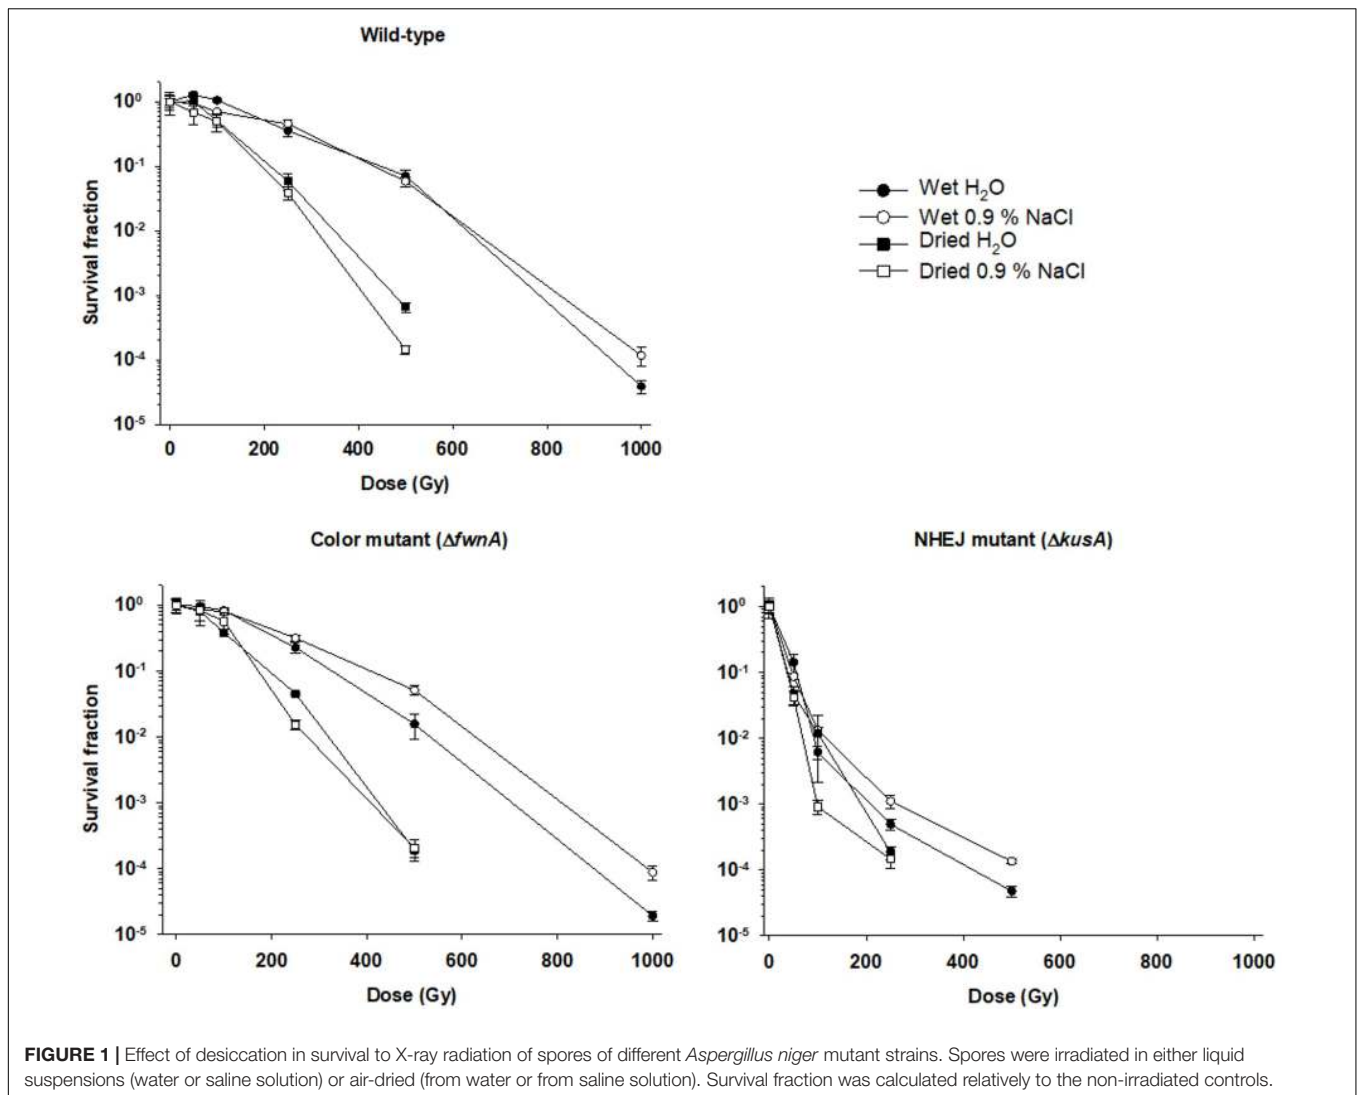 Wild-type
10⁰
10⁻¹
10⁻²
10⁻³
10⁻⁴
10⁻⁵
Survival fraction
0 200 400 600 800 1000
Dose (Gy)
Wet H₂O
Wet 0.9 % NaCl
Dried H₂O
Dried 0.9 % NaCl
Color mutant (ΔfwnA)
10⁰
10⁻¹
10⁻²
10⁻³
10⁻⁴
10⁻⁵
Survival fraction
0 200 400 600 800 1000
Dose (Gy)
NHEJ mutant (ΔkusA)
10⁰
10⁻¹
10⁻²
10⁻³
10⁻⁴
10⁻⁵
0 200 400 600 800 1000
Dose (Gy)
FIGURE 1 | Effect of desiccation in survival to X-ray radiation of spores of different Aspergillus niger mutant strains. Spores were irradiated in either liquid
suspensions (water or saline solution) or air-dried (from water or from saline solution). Survival fraction was calculated relatively to the non-irradiated controls.